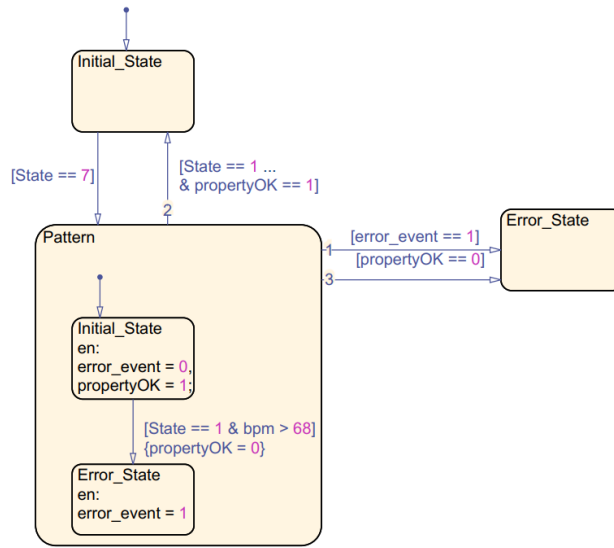 Initial_State
[State == 7]
[State == 1 ...
& propertyOK == 1]
2
Pattern
1
[error_event == 1]
[propertyOK == 0]
3
Error_State
Initial_State
en:
error_event = 0,
propertyOK = 1;
[State == 1 & bpm > 68]
{propertyOK = 0}
Error_State
en:
error_event = 1